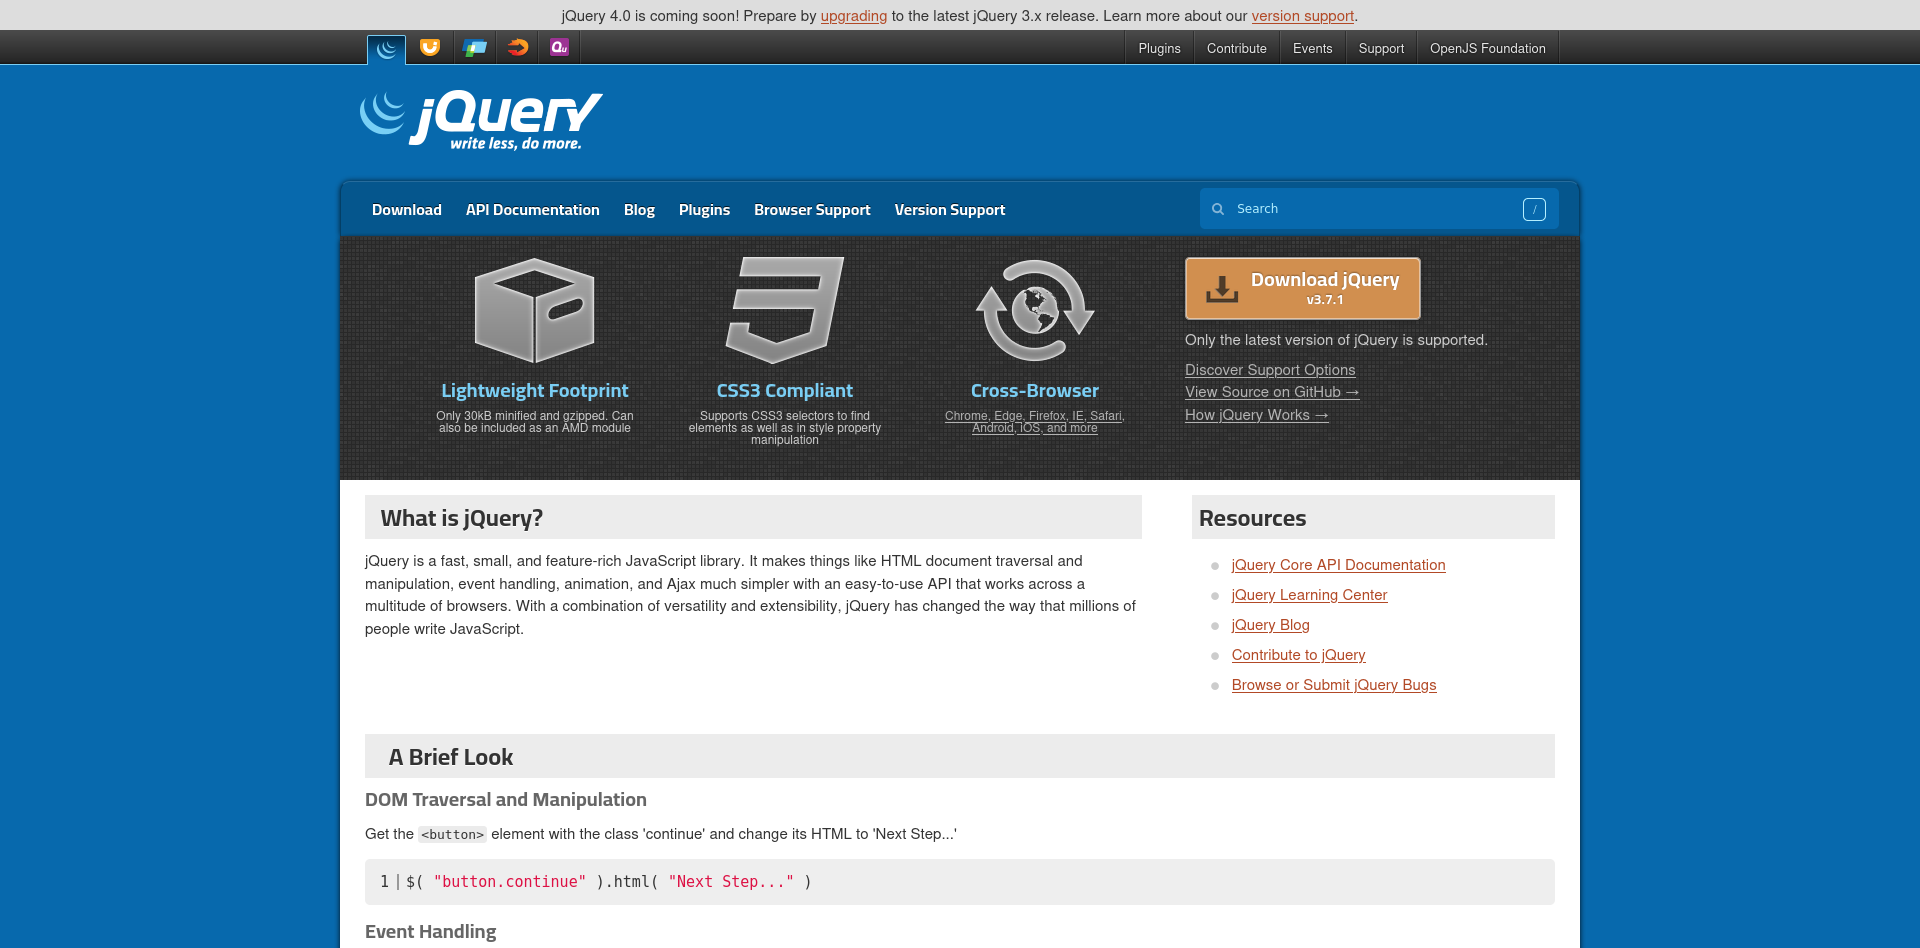 jQuery 4.0 is coming soon! Prepare by upgrading to the latest jQuery 3.x release. Learn more about our version support.
Plugins
Contribute
Events
Support
OpenJS Foundation
jQuery
write less, do more.
Download
API Documentation
Blog
Plugins
Browser Support
Version Support
Search
/
Lightweight Footprint
Only 30kB minified and gzipped. Can
also be included as an AMD module
CSS3 Compliant
Supports CSS3 selectors to find
elements as well as in style property
manipulation
Cross-Browser
Chrome, Edge, Firefox, IE, Safari,
Android, iOS, and more
Download jQuery
v3.7.1
Only the latest version of jQuery is supported.
Discover Support Options
View Source on GitHub →
How jQuery Works →
What is jQuery?
jQuery is a fast, small, and feature-rich JavaScript library. It makes things like HTML document traversal and
manipulation, event handling, animation, and Ajax much simpler with an easy-to-use API that works across a
multitude of browsers. With a combination of versatility and extensibility, jQuery has changed the way that millions of
people write JavaScript.
Resources
jQuery Core API Documentation
jQuery Learning Center
jQuery Blog
Contribute to jQuery
Browse or Submit jQuery Bugs
A Brief Look
DOM Traversal and Manipulation
Get the <button> element with the class 'continue' and change its HTML to 'Next Step...'
1 $( "button.continue" ).html( "Next Step..." )
Event Handling